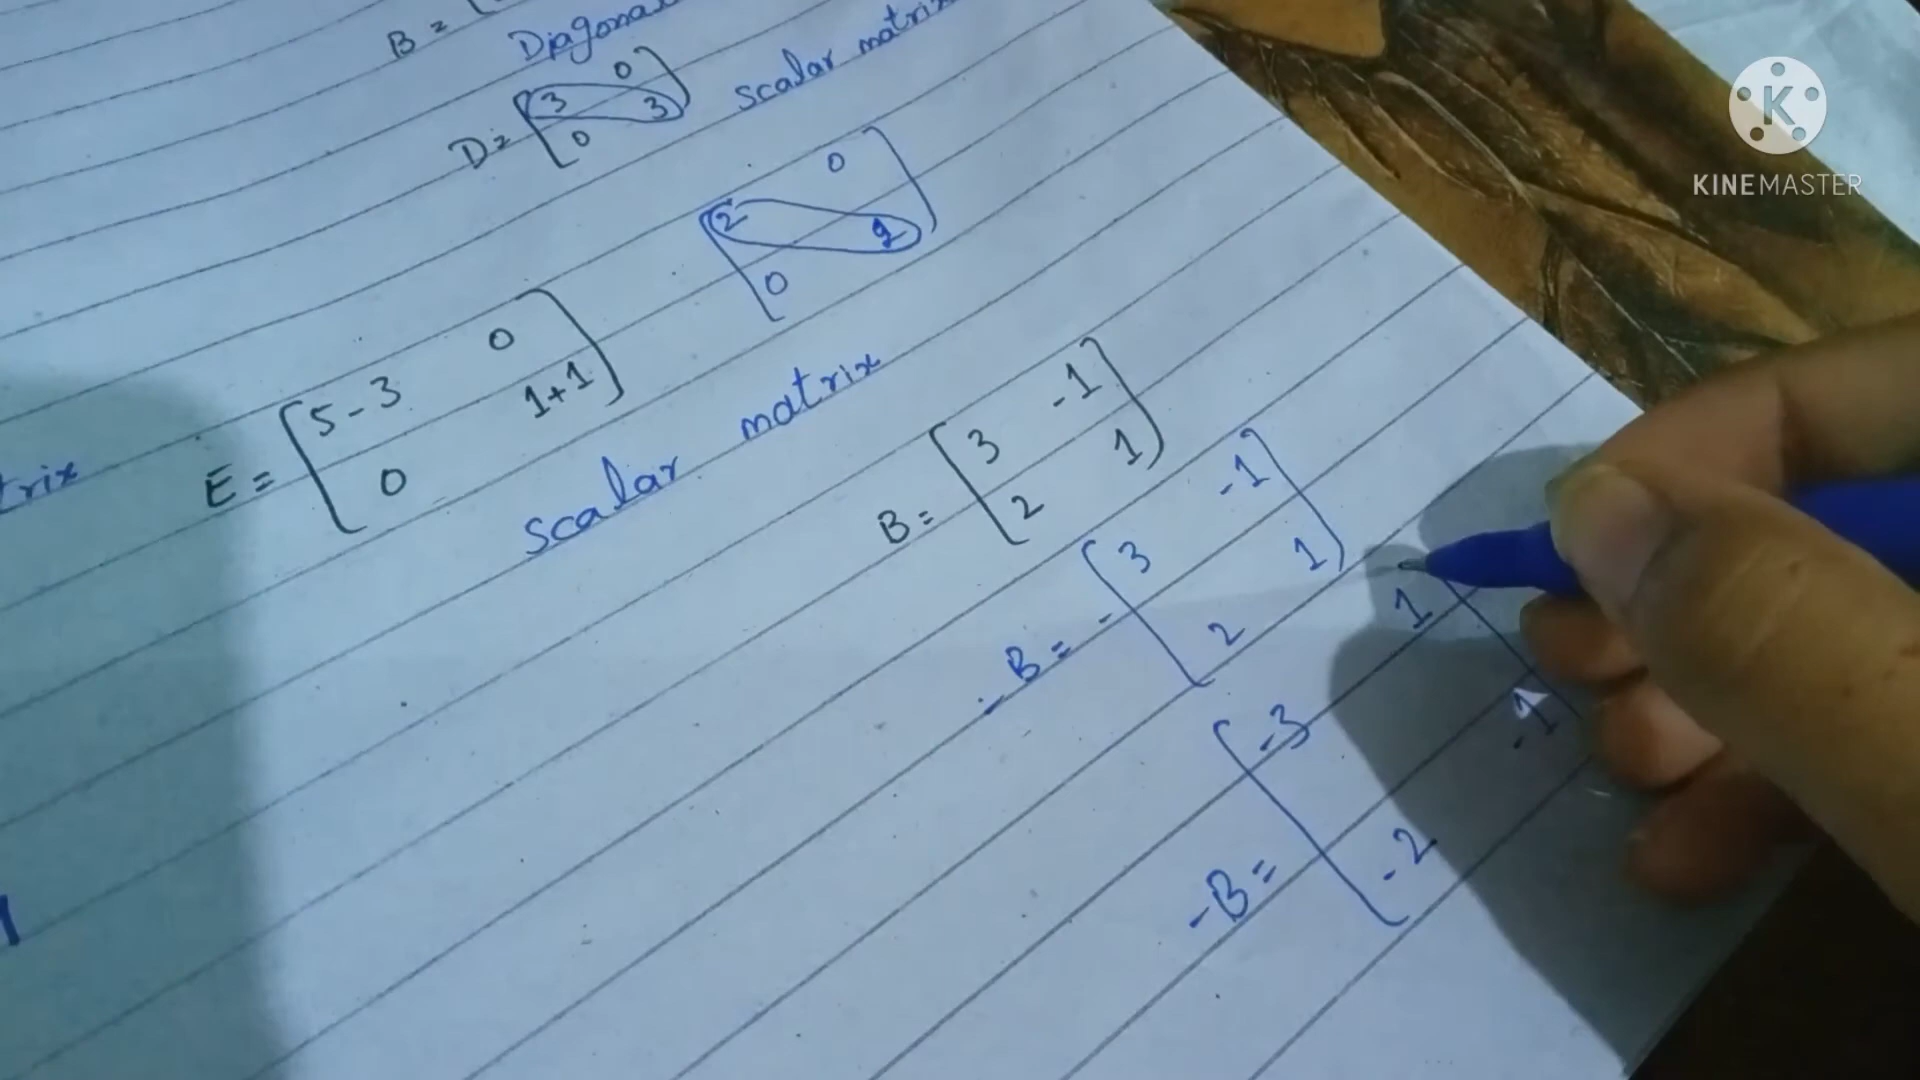 B =
Diagonal
D = [3 0
0 3]
scalar matrix
[2 0
0 2]
trix
E = [5-3 0
0 1+1]
scalar matrix
B = [3 -1
2 1]
-B = -[3 -1
2 1]
-B = [-3 1
-2 -1]
K
KINEMASTER